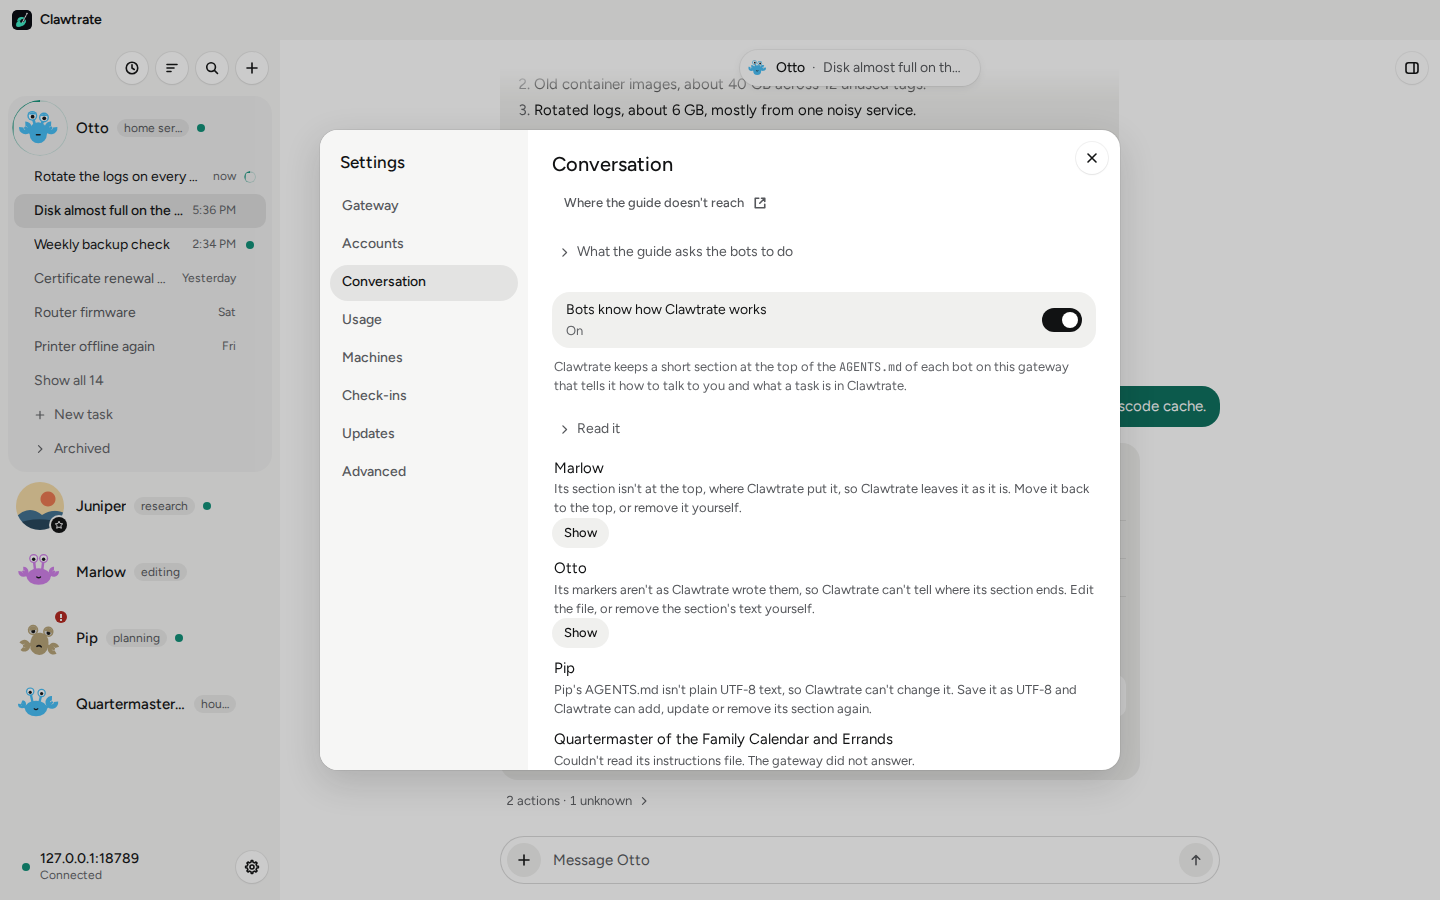 Clawtrate
Otto · Disk almost full on th...
2. Old container images, about 40 GB across 12 unused tags.
3. Rotated logs, about 6 GB, mostly from one noisy service.
Otto home ser...
Rotate the logs on every ... now
Disk almost full on the ... 5:36 PM
Weekly backup check 2:34 PM
Certificate renewal ... Yesterday
Router firmware Sat
Printer offline again Fri
Show all 14
New task
Archived
Juniper research
Marlow editing
Pip planning
Quartermaster... hou...
127.0.0.1:18789
Connected
Settings
Gateway
Accounts
Conversation
Usage
Machines
Check-ins
Updates
Advanced
Conversation
Where the guide doesn't reach
What the guide asks the bots to do
Bots know how Clawtrate works
On
Clawtrate keeps a short section at the top of the AGENTS.md of each bot on this gateway
that tells it how to talk to you and what a task is in Clawtrate.
Read it
Marlow
Its section isn't at the top, where Clawtrate put it, so Clawtrate leaves it as it is. Move it back
to the top, or remove it yourself.
Show
Otto
Its markers aren't as Clawtrate wrote them, so Clawtrate can't tell where its section ends. Edit
the file, or remove the section's text yourself.
Show
Pip
Pip's AGENTS.md isn't plain UTF-8 text, so Clawtrate can't change it. Save it as UTF-8 and
Clawtrate can add, update or remove its section again.
Quartermaster of the Family Calendar and Errands
Couldn't read its instructions file. The gateway did not answer.
scode cache.
2 actions · 1 unknown
Message Otto